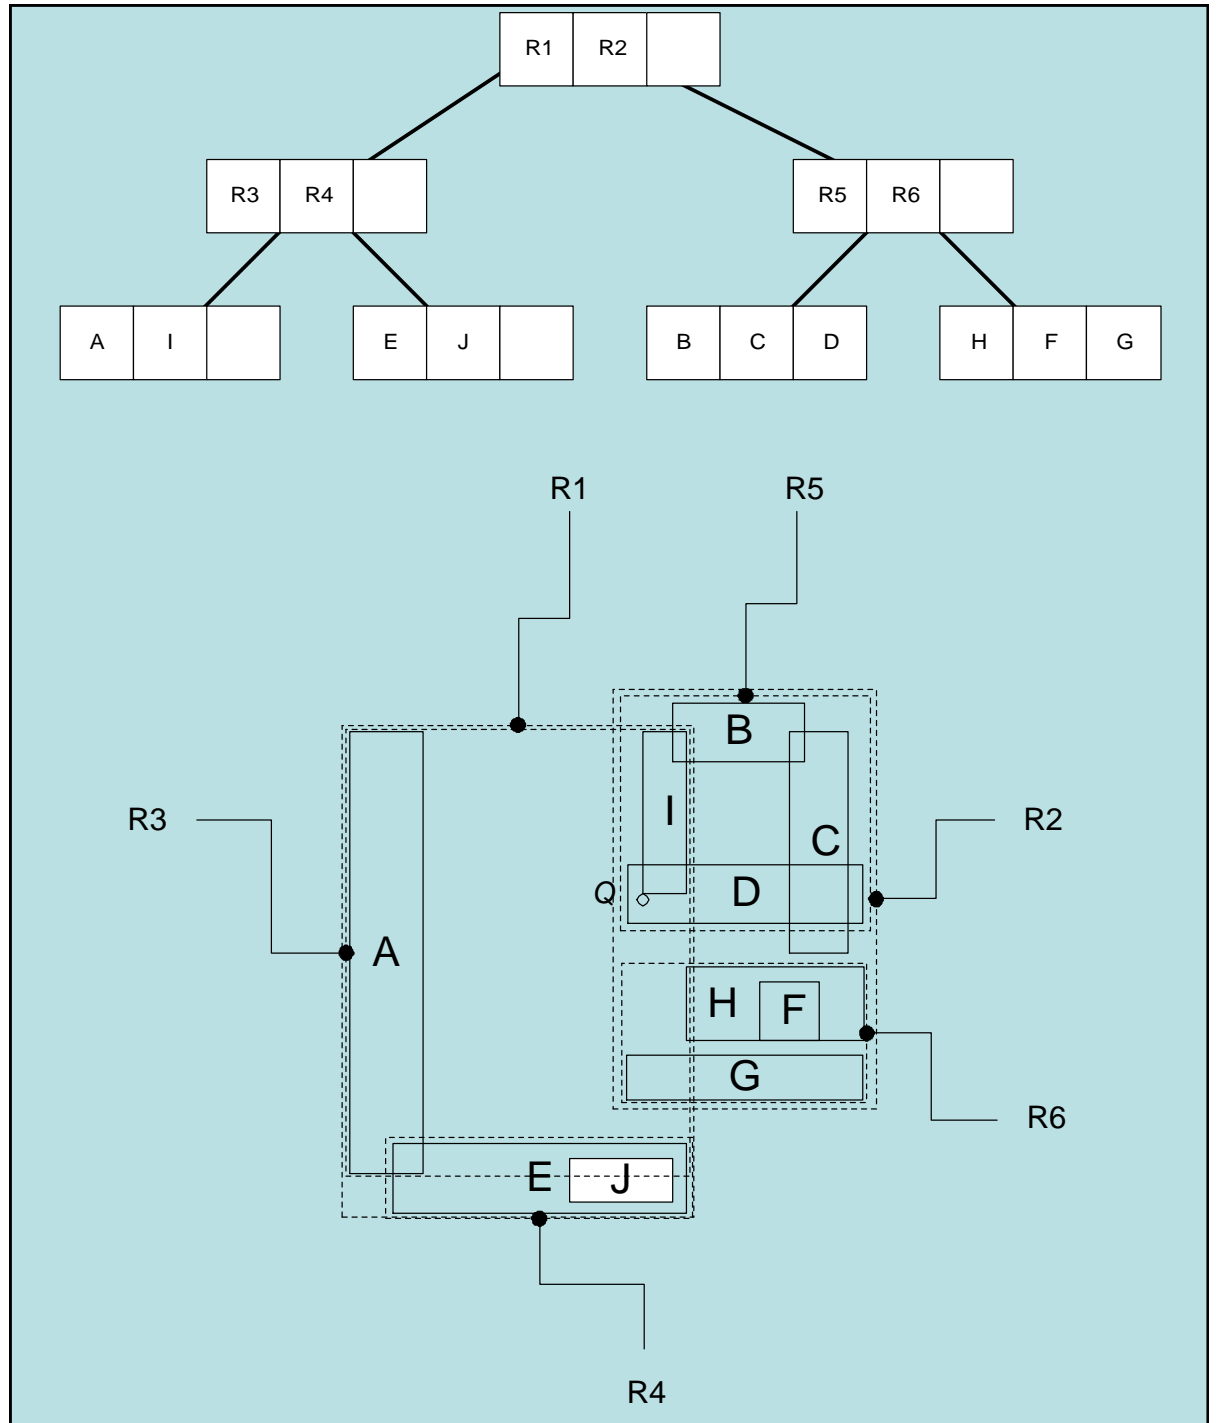 R1 R2
R3 R4 R5 R6
A I E J B C D H F G
R1 R5
B
I
R3 R2
C
Q D
A
H F
G
R6
E J
R4